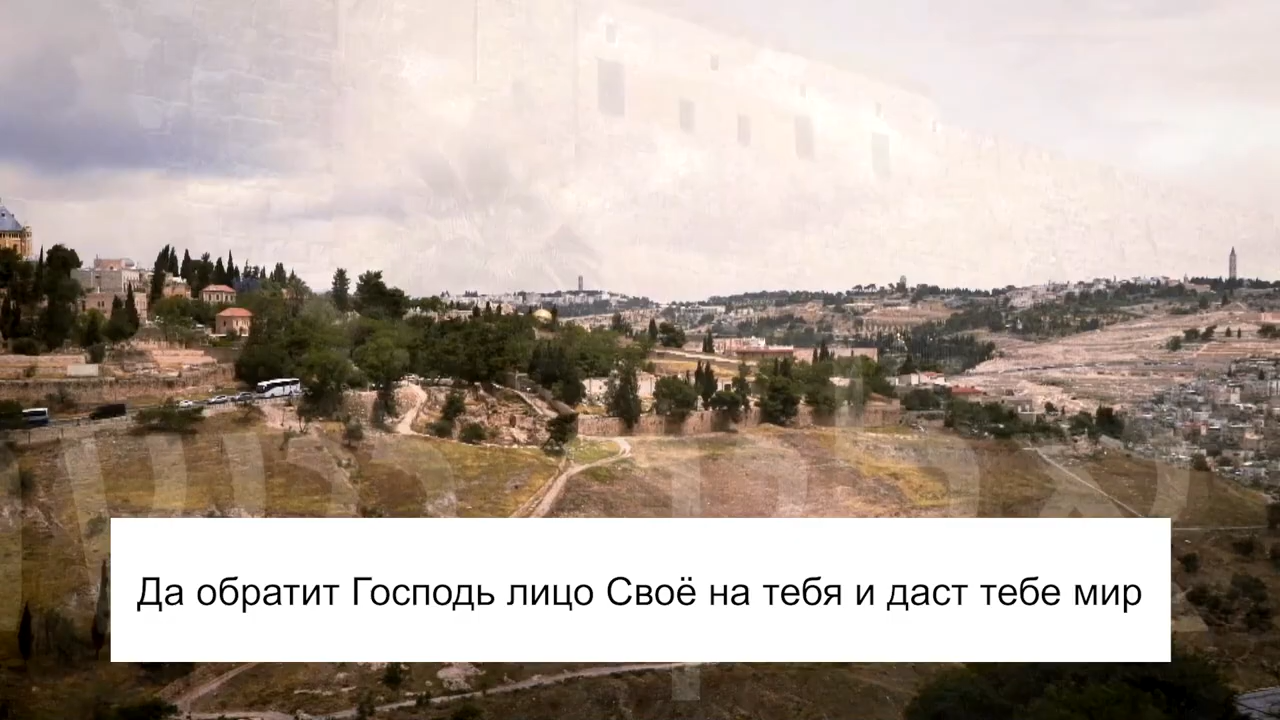 Да обратит Господь лицо Своё на тебя и даст тебе мир